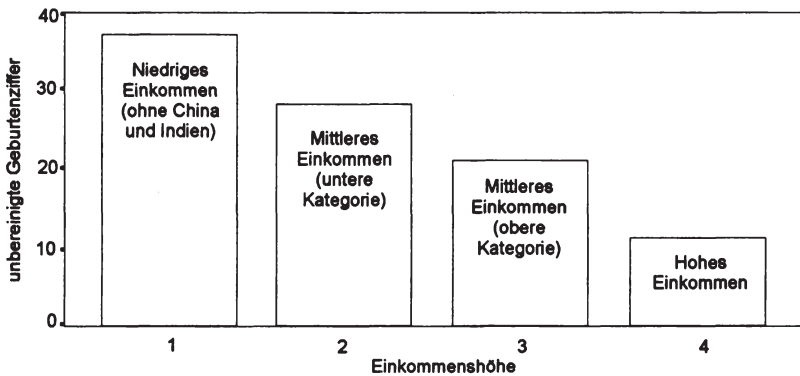 40
30
20
10
0
unbereinigte Geburtenziffer
Niedriges
Einkommen
(ohne China
und Indien)
Mittleres
Einkommen
(untere
Kategorie)
Mittleres
Einkommen
(obere
Kategorie)
Hohes
Einkommen
1 2 3 4
Einkommenshöhe